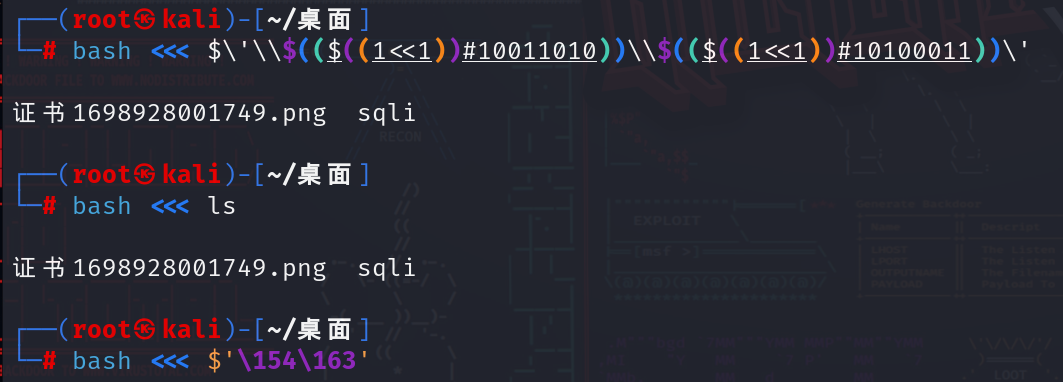 ┌──(root㉿kali)-[~/桌面]
└─# bash <<< $\'\\$(($((1<<1))#10011010))\\$(($((1<<1))#10100011))\'
证书1698928001749.png  sqli
┌──(root㉿kali)-[~/桌面]
└─# bash <<< ls
证书1698928001749.png  sqli
┌──(root㉿kali)-[~/桌面]
└─# bash <<< $'\154\163'
RECON
EXPLOIT
LOOT